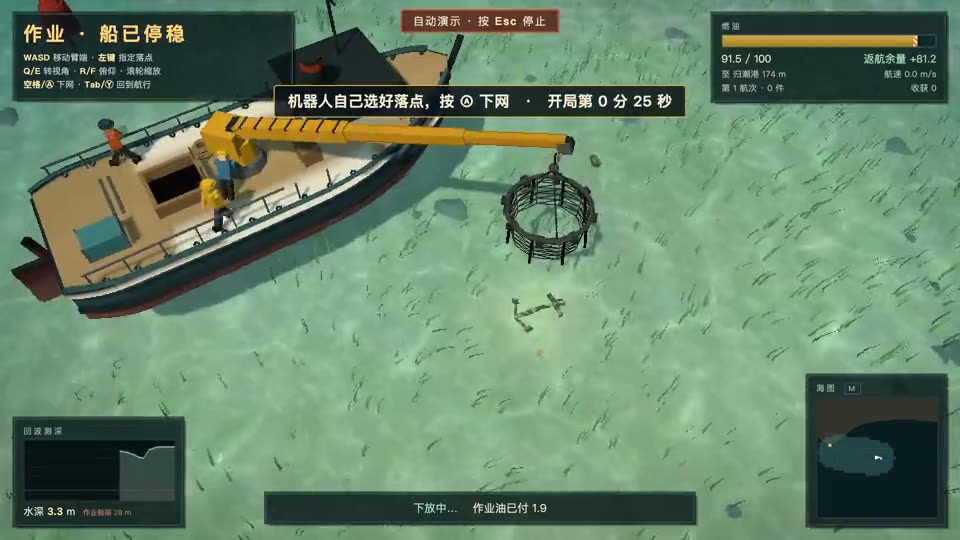 自动演示 · 按 Esc 停止
作业 · 船已停稳
WASD 移动臂端 · 左键 指定落点
Q/E 转视角 · R/F 俯仰 · 滚轮缩放
空格/Ⓐ 下网 · Tab/Ⓨ 回到航行
机器人自己选好落点，按 Ⓐ 下网 · 开局第 0 分 25 秒
燃油
91.5 / 100 返航余量 +81.2
至 归潮港 174 m 航速 0.0 m/s
第 1 航次 · 0 件 收获 0
回波测深
水深 3.3 m 作业极限 28 m
下放中… 作业油已付 1.9
海图 M